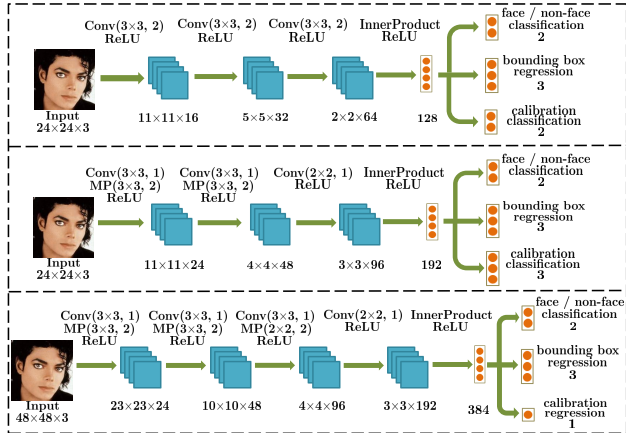 Conv(3×3, 2) Conv(3×3, 2) Conv(3×3, 2) InnerProduct
ReLU ReLU ReLU ReLU
face / non-face
classification
2
bounding box
regression
3
calibration
classification
2
Input
24×24×3
11×11×16 5×5×32 2×2×64 128
Conv(3×3, 1) Conv(3×3, 1) Conv(2×2, 1) InnerProduct
MP(3×3, 2) MP(3×3, 2) ReLU ReLU
ReLU ReLU
face / non-face
classification
2
bounding box
regression
3
calibration
classification
3
Input
24×24×3
11×11×24 4×4×48 3×3×96 192
Conv(3×3, 1) Conv(3×3, 1) Conv(3×3, 1) Conv(2×2, 1) InnerProduct
MP(3×3, 2) MP(3×3, 2) MP(2×2, 2) ReLU ReLU
ReLU ReLU ReLU
face / non-face
classification
2
bounding box
regression
3
calibration
regression
1
Input
48×48×3
23×23×24 10×10×48 4×4×96 3×3×192 384